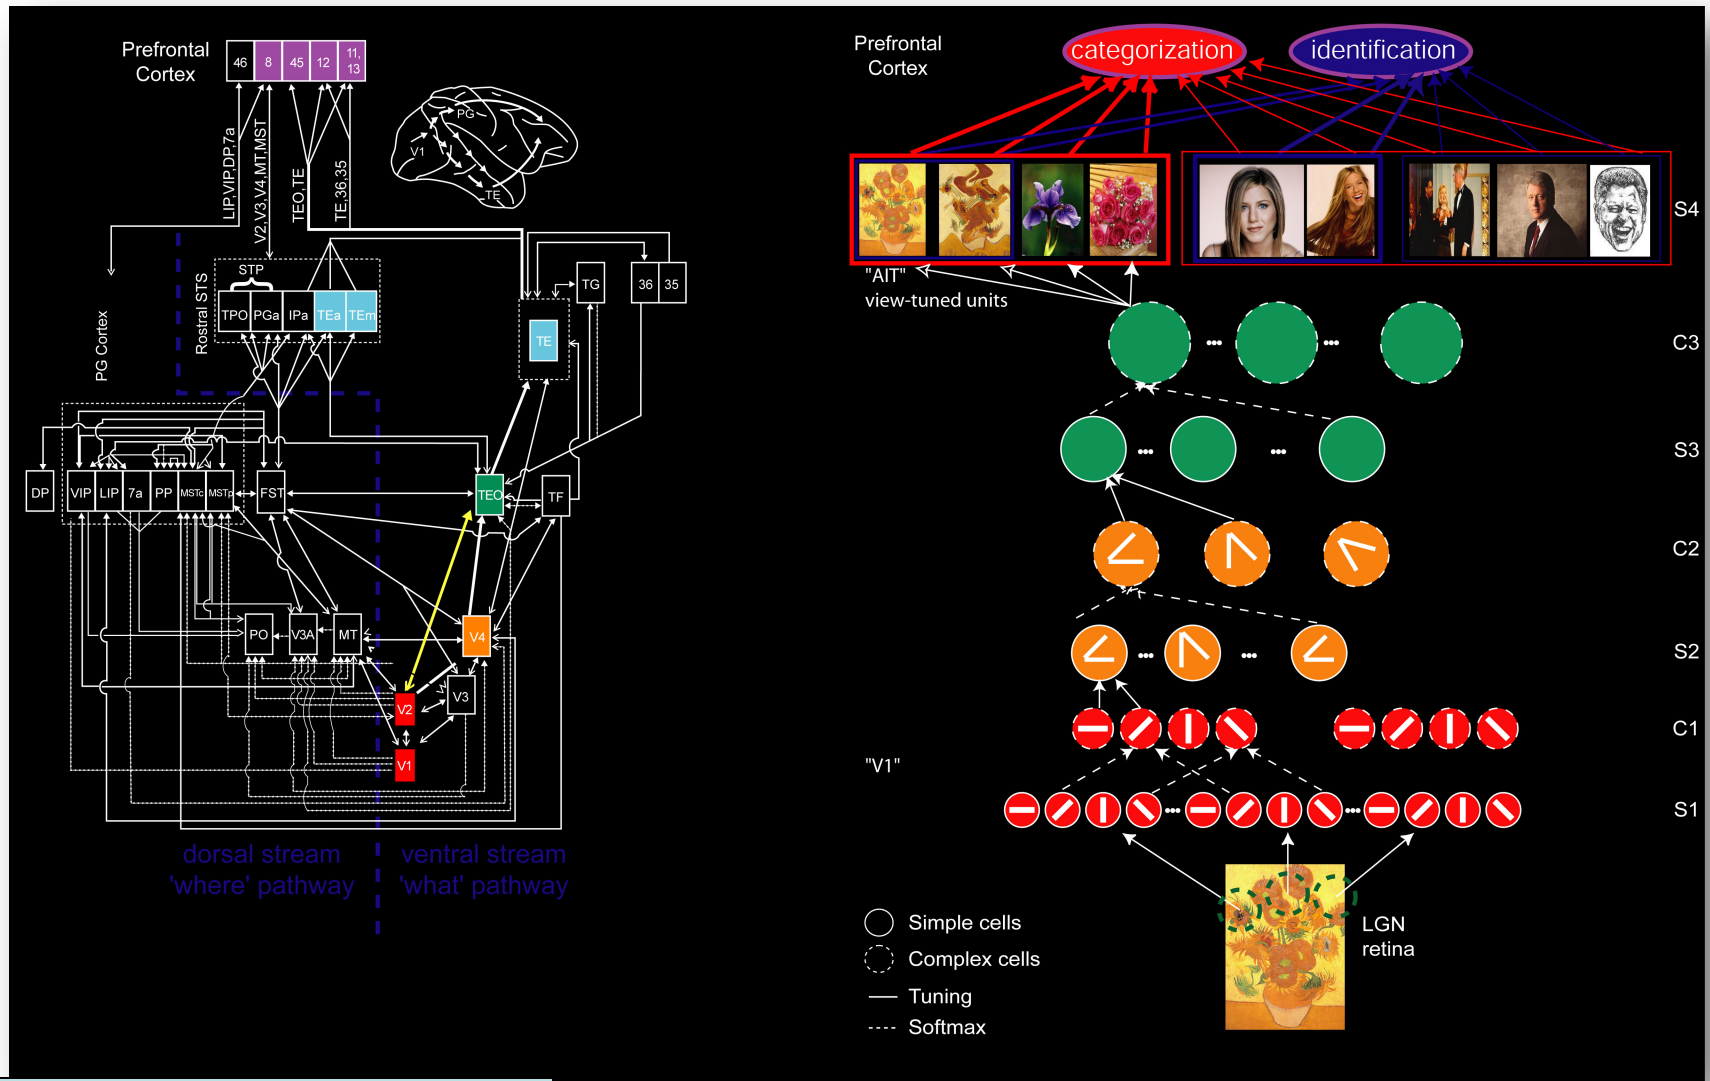 Prefrontal
Cortex
46
8
45
12
11,
13
LIP,VIP,DP,7a
V2,V3,V4,MT,MST
TEO,TE
TE,36,35
PG
V1
TE
Rostral STS
STP
TPO
PGa
IPa
TEa
TEm
TG
36
35
TE
PG Cortex
DP
VIP
LIP
7a
PP
MSTc
MSTp
FST
TEO
TF
PO
V3A
MT
V4
V3
V2
V1
dorsal stream
'where' pathway
ventral stream
'what' pathway
Prefrontal
Cortex
categorization
identification
S4
"AIT"
view-tuned units
C3
S3
C2
S2
C1
"V1"
S1
LGN
retina
Simple cells
Complex cells
Tuning
Softmax